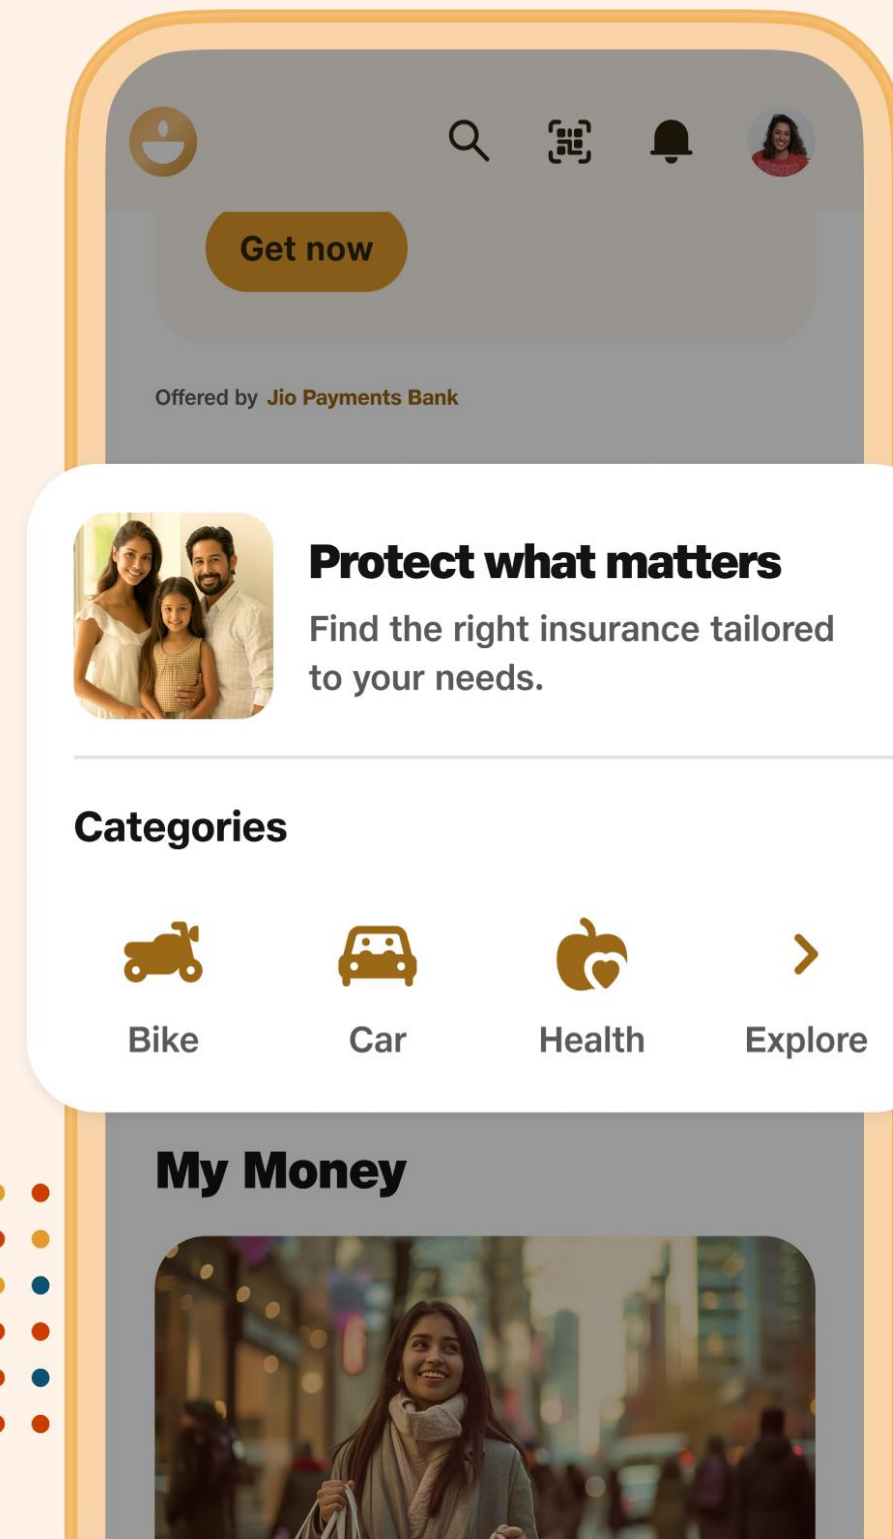 Get now
Offered by Jio Payments Bank
Protect what matters
Find the right insurance tailored
to your needs.
Categories
Bike
Car
Health
Explore
My Money